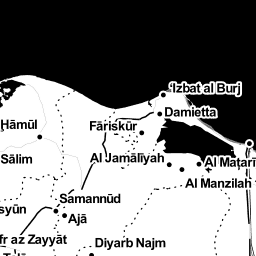 ‘Izbat al Burj
Damietta
Ḥāmūl
Fāriskūr
Sālim
Al Jamālīyah
Al Maţarī
Al Manzilah
Samannūd
syūn
Ajā
fr az Zayyāt
Diyarb Najm